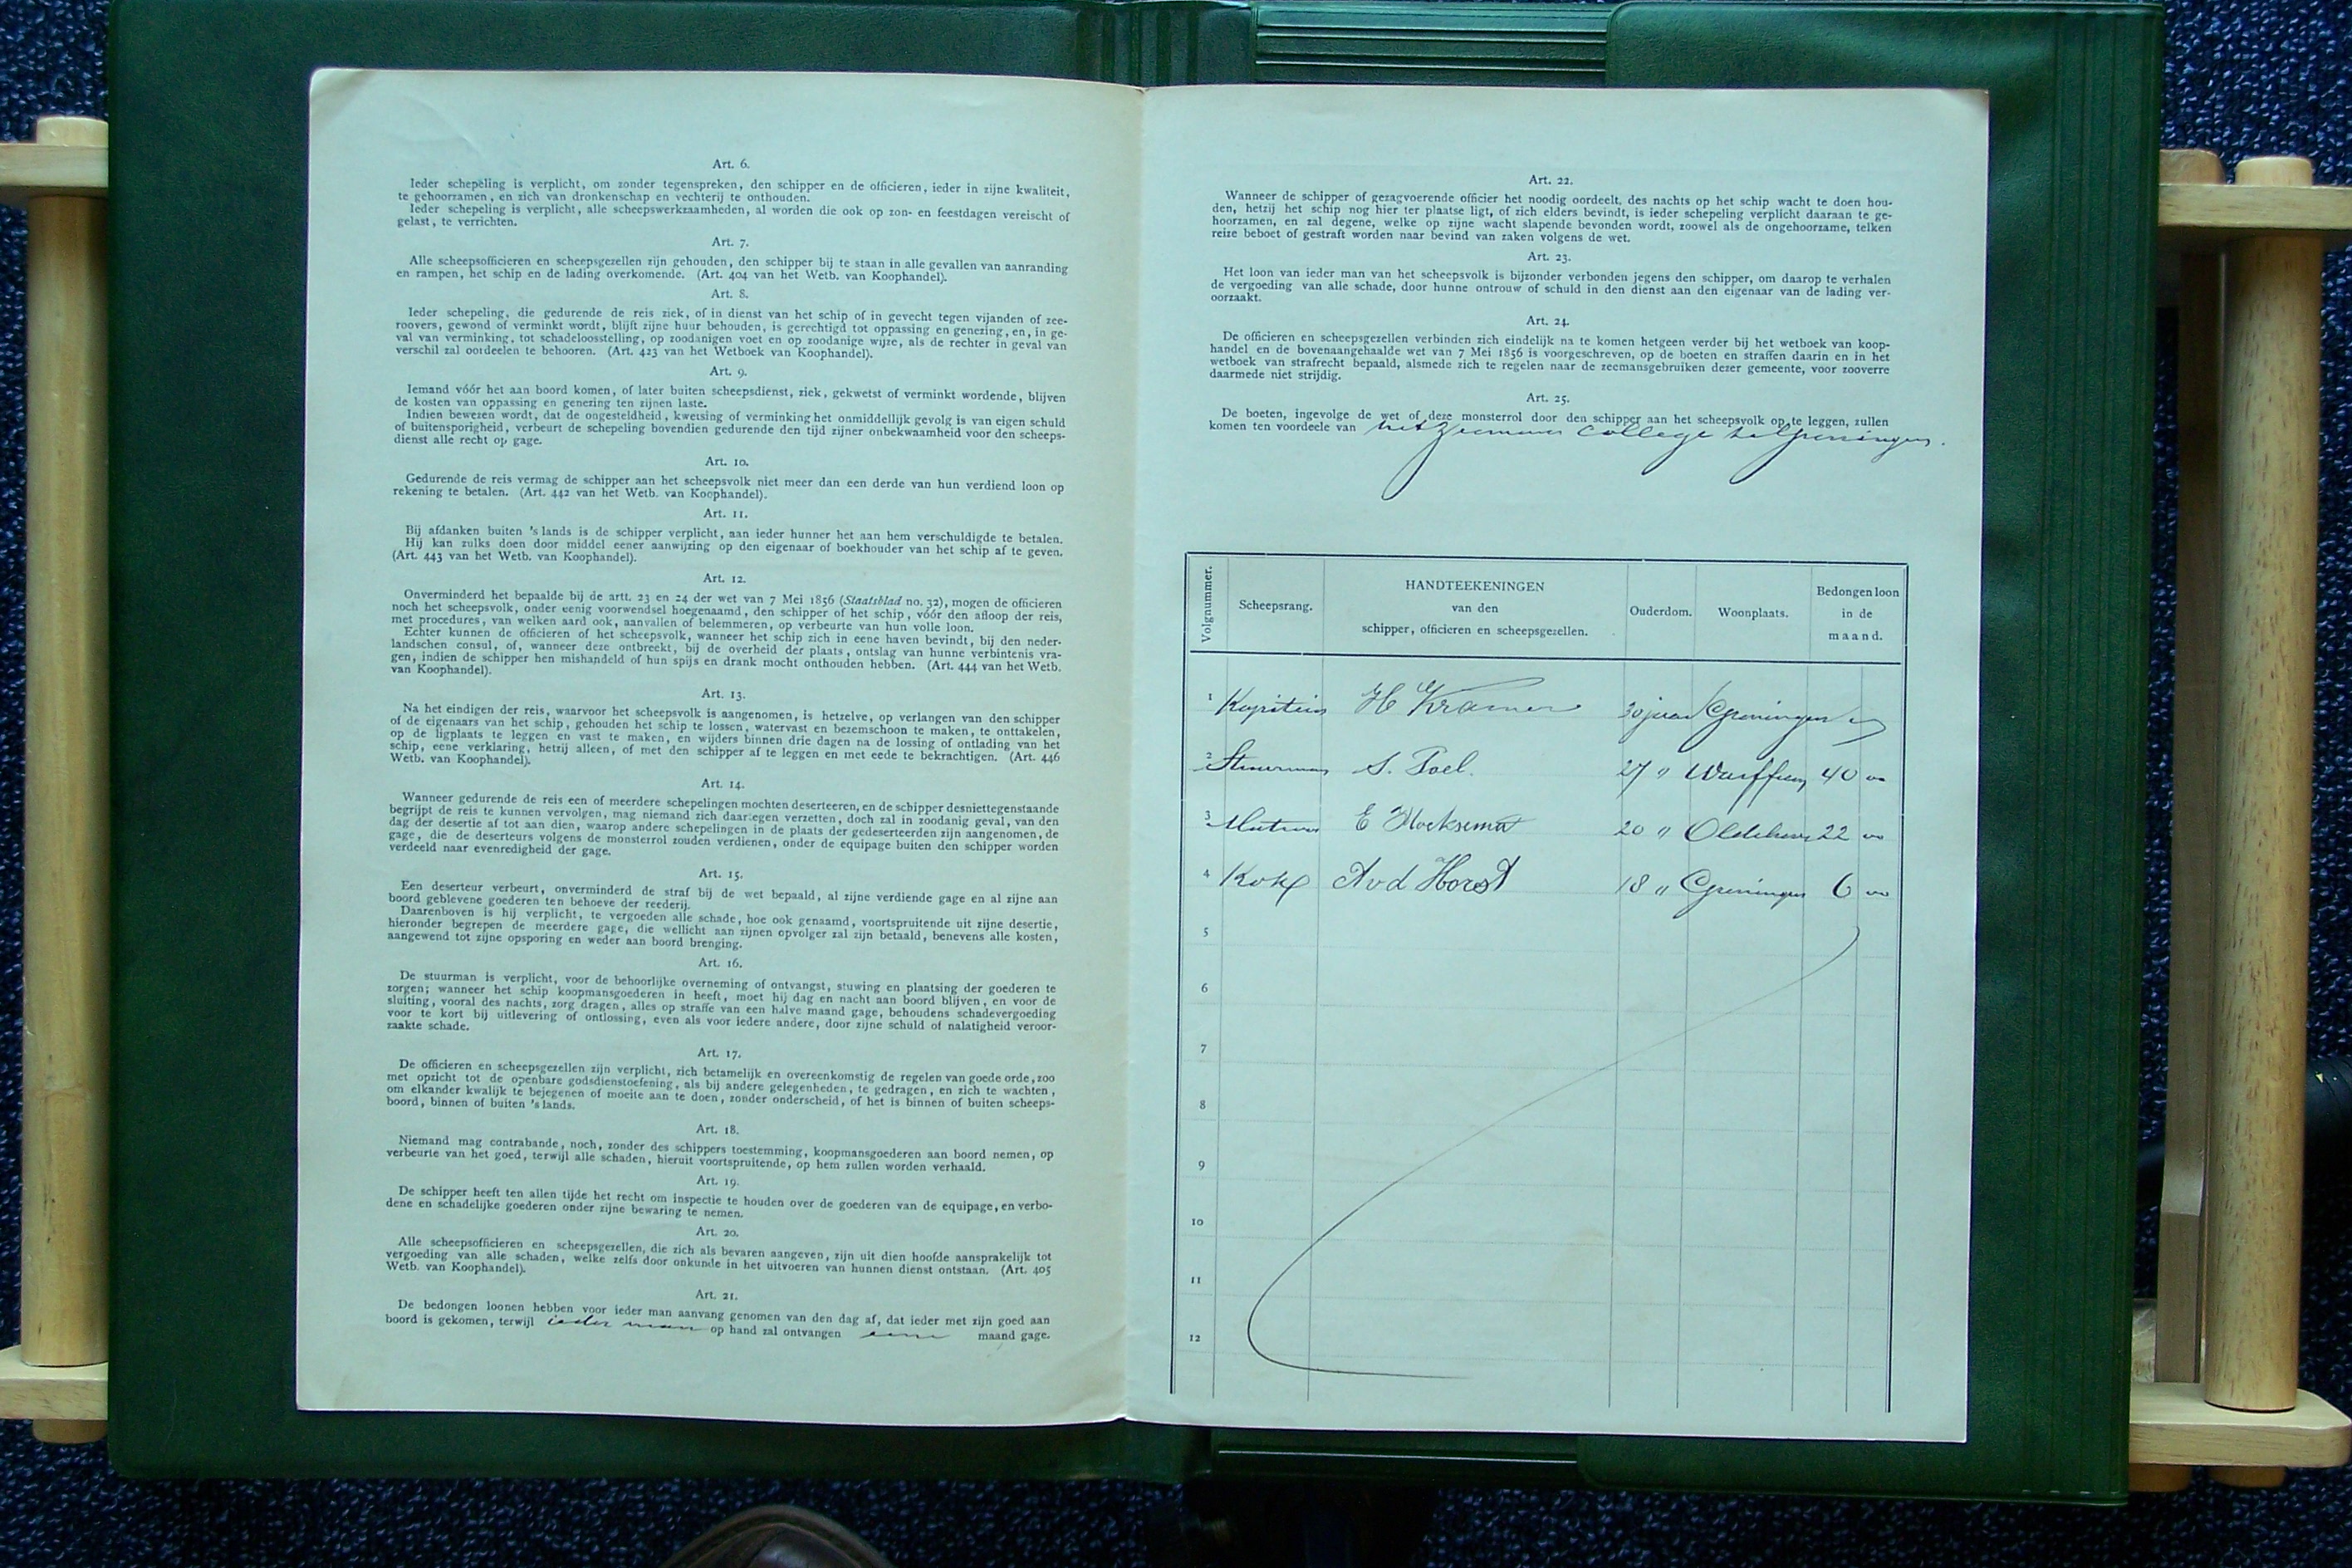 Art. 6.
Ieder schepeling is verplicht, om zonder tegenspreken, den schipper en de officieren, ieder in zijne kwaliteit,
te gehoorzamen, en zich van dronkenschap en vechterij te onthouden.
Ieder schepeling is verplicht, alle scheepswerkzaamheden, al worden die ook op zon- en feestdagen vereischt of
gelast, te verrichten.
Art. 7.
Alle scheepsofficieren en scheepsgezellen zijn gehouden, den schipper bij te staan in alle gevallen van aanranding
en rampen, het schip en de lading overkomende. (Art. 404 van het Wetb. van Koophandel).
Art. 8.
Ieder schepeling, die gedurende de reis ziek, of in dienst van het schip of in gevecht tegen vijanden of zee-
roovers, gewond of verminkt wordt, blijft zijne huur behouden, is gerechtigd tot oppassing en genezing, en, in ge-
val van verminking, tot schadeloosstelling, op zoodanigen voet en op zoodanige wijze, als de rechter in geval van
verschil zal oordeelen te behooren. (Art. 423 van het Wetboek van Koophandel).
Art. 9.
Iemand vóór het aan boord komen, of later buiten scheepsdienst, ziek, gekwetst of verminkt wordende, blijven
de kosten van oppassing en genezing ten zijnen laste.
Indien bewezen wordt, dat de ongesteldheid, kwetsing of verminking het onmiddellijk gevolg is van eigen schuld
of buitensporigheid, verbeurt de schepeling bovendien gedurende den tijd zijner onbekwaamheid voor den scheeps-
dienst alle recht op gage.
Art. 10.
Gedurende de reis vermag de schipper aan het scheepsvolk niet meer dan een derde van hun verdiend loon op
rekening te betalen. (Art. 442 van het Wetb. van Koophandel).
Art. 11.
Bij afdanken buiten 's lands is de schipper verplicht, aan ieder hunner het aan hem verschuldigde te betalen.
Hij kan zulks doen door middel eener aanwijzing op den eigenaar of boekhouder van het schip af te geven.
(Art. 443 van het Wetb. van Koophandel).
Art. 12.
Onverminderd het bepaalde bij de artt. 23 en 24 der wet van 7 Mei 1856 (Staatsblad no. 32), mogen de officieren
noch het scheepsvolk, onder eenig voorwendsel hoegenaamd, den schipper of het schip, vóór den afloop der reis,
met procedures, van welken aard ook, aanvallen of belemmeren, op verbeurte van hun volle loon.
Echter kunnen de officieren of het scheepsvolk, wanneer het schip zich in eene haven bevindt, bij den neder-
landschen consul, of, wanneer deze ontbreekt, bij de overheid der plaats, ontslag van hunne verbintenis vra-
gen, indien de schipper hen mishandeld of hun spijs en drank mocht onthouden hebben. (Art. 444 van het Wetb.
van Koophandel).
Art. 13.
Na het eindigen der reis, waarvoor het scheepsvolk is aangenomen, is hetzelve, op verlangen van den schipper
of de eigenaars van het schip, gehouden het schip te lossen, watervast en bezemschoon te maken, te onttakelen,
op de ligplaats te leggen en vast te maken, en wijders binnen drie dagen na de lossing of ontlading van het
schip, eene verklaring, hetzij alleen, of met den schipper af te leggen en met eede te bekrachtigen. (Art. 446
Wetb. van Koophandel).
Art. 14.
Wanneer gedurende de reis een of meerdere schepelingen mochten deserteeren, en de schipper desniettegenstaande
begrijpt de reis te kunnen vervolgen, mag niemand zich daartegen verzetten, doch zal in zoodanig geval, van den
dag der desertie af tot aan dien, waarop andere schepelingen in de plaats der gedeserteerden zijn aangenomen, de
gage, die de deserteurs volgens de monsterrol zouden verdienen, onder de equipage buiten den schipper worden
verdeeld naar evenredigheid der gage.
Art. 15.
Een deserteur verbeurt, onverminderd de straf bij de wet bepaald, al zijne verdiende gage en al zijne aan
boord geblevene goederen ten behoeve der reederij.
Daarenboven is hij verplicht, te vergoeden alle schade, hoe ook genaamd, voortspruitende uit zijne desertie,
hieronder begrepen de meerdere gage, die wellicht aan zijnen opvolger zal zijn betaald, benevens alle kosten,
aangewend tot zijne opsporing en weder aan boord brenging.
Art. 16.
De stuurman is verplicht, voor de behoorlijke overneming of ontvangst, stuwing en plaatsing der goederen te
zorgen; wanneer het schip koopmansgoederen in heeft, moet hij dag en nacht aan boord blijven, en voor de
sluiting, vooral des nachts, zorg dragen, alles op straffe van een halve maand gage, behoudens schadevergoeding
voor te kort bij uitlevering of ontlossing, even als voor iedere andere, door zijne schuld of nalatigheid veroor-
zaakte schade.
Art. 17.
De officieren en scheepsgezellen zijn verplicht, zich betamelijk en overeenkomstig de regelen van goede orde, zoo
met opzicht tot de openbare godsdienstoefening, als bij andere gelegenheden, te gedragen, en zich te wachten,
om elkander kwalijk te bejegenen of moeite aan te doen, zonder onderscheid, of het is binnen of buiten scheeps-
boord, binnen of buiten 's lands.
Art. 18.
Niemand mag contrabande, noch, zonder des schippers toestemming, koopmansgoederen aan boord nemen, op
verbeurte van het goed, terwijl alle schaden, hieruit voortspruitende, op hem zullen worden verhaald.
Art. 19.
De schipper heeft ten allen tijde het recht om inspectie te houden over de goederen van de equipage, en verbo-
dene en schadelijke goederen onder zijne bewaring te nemen.
Art. 20.
Alle scheepsofficieren en scheepsgezellen, die zich als bevaren aangeven, zijn uit dien hoofde aansprakelijk tot
vergoeding van alle schaden, welke zelfs door onkunde in het uitvoeren van hunnen dienst ontstaan. (Art. 405
Wetb. van Koophandel).
Art. 21.
De bedongen loonen hebben voor ieder man aanvang genomen van den dag af, dat ieder met zijn goed aan
boord is gekomen, terwijl ieder man op hand zal ontvangen eene maand gage.
Art. 22.
Wanneer de schipper of gezagvoerende officier het noodig oordeelt, des nachts op het schip wacht te doen hou-
den, hetzij het schip nog hier ter plaatse ligt, of zich elders bevindt, is ieder schepeling verplicht daaraan te ge-
hoorzamen, en zal degene, welke op zijne wacht slapende bevonden wordt, zoowel als de ongehoorzame, telken
reize beboet of gestraft worden naar bevind van zaken volgens de wet.
Art. 23.
Het loon van ieder man van het scheepsvolk is bijzonder verbonden jegens den schipper, om daarop te verhalen
de vergoeding van alle schade, door hunne ontrouw of schuld in den dienst aan den eigenaar van de lading ver-
oorzaakt.
Art. 24.
De officieren en scheepsgezellen verbinden zich eindelijk na te komen hetgeen verder bij het wetboek van koop-
handel en de bovenaangehaalde wet van 7 Mei 1856 is voorgeschreven, op de boeten en straffen daarin en in het
wetboek van strafrecht bepaald, alsmede zich te regelen naar de zeemansgebruiken dezer gemeente, voor zooverre
daarmede niet strijdig.
Art. 25.
De boeten, ingevolge de wet of deze monsterrol door den schipper aan het scheepsvolk op te leggen, zullen
komen ten voordeele van het Zeemans college te Groningen.
Volgnummer. Scheepsrang. HANDTEEKENINGEN van den schipper, officieren en scheepsgezellen. Ouderdom. Woonplaats. Bedongen loon in de maand.
1 Kapitein H Kramer 30 jaar Groningen
2 Stuurman S. Poel. 27 " Warffum 40 00
3 Matroos E Hoeksema 20 " Oldehove 22 00
4 Kok A v d Horst 18 " Groningen 6 00
5
6
7
8
9
10
11
12